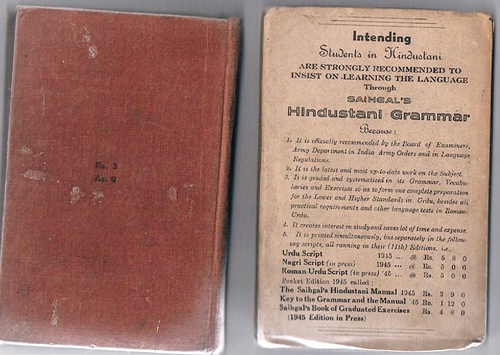 Rs. 3
As. 9
Intending
Students in Hindustani
ARE STRONGLY RECOMMENDED TO
INSIST ON LEARNING THE LANGUAGE
Through
SAIHGAL'S
Hindustani Grammar
Because:
1. It is officially recommended by the Board of Examiners,
Army Department in India Army Orders and in Language
Regulations.
2. It is the latest and most up-to-date work on the Subject.
3. It is graded and systematized in its Grammar, Vocabu-
laries and Exercises so as to form one complete preparation
for the Lower and Higher Standards in Urdu, besides all
practical requirements and other language tests in Roman-
Urdu.
4. It creates interest in study and saves lot of time and expense.
5. It is printed simultaneously, but separately in the follow-
ing scripts, all running in their (11th) Editions, i.e.,
Urdu Script 1945 ... @ Rs. 5 8 0
Nagri Script (in press) 1945 ... @ Rs. 5 0 0
Roman Urdu Script (in press) '45 .. @ Rs. 5 0 0
Pocket Edition 1945 called:
The Saihgal's Hindustani Manual 1945 Rs. 3 9 0
Key to the Grammar and the Manual '45 Rs. 1 12 0
Saihgal's Book of Graduated Exercises Rs. 4 8 0
(1945 Edition in Press)